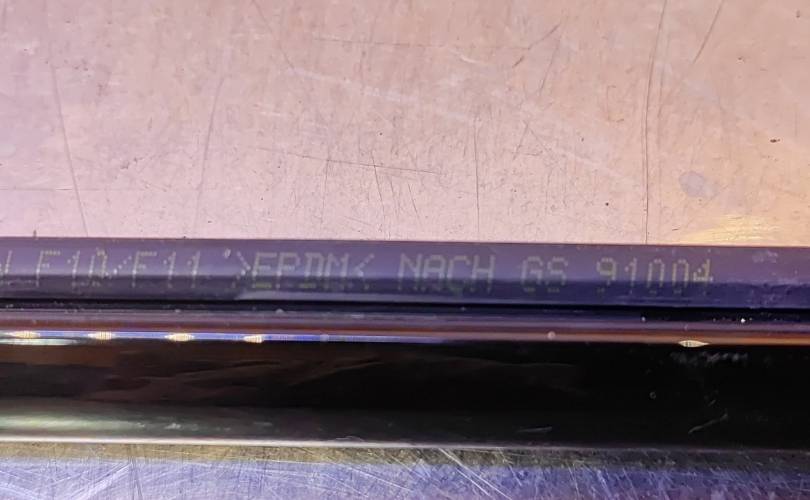 F10/F11 >EPDM< NACH GS 91004